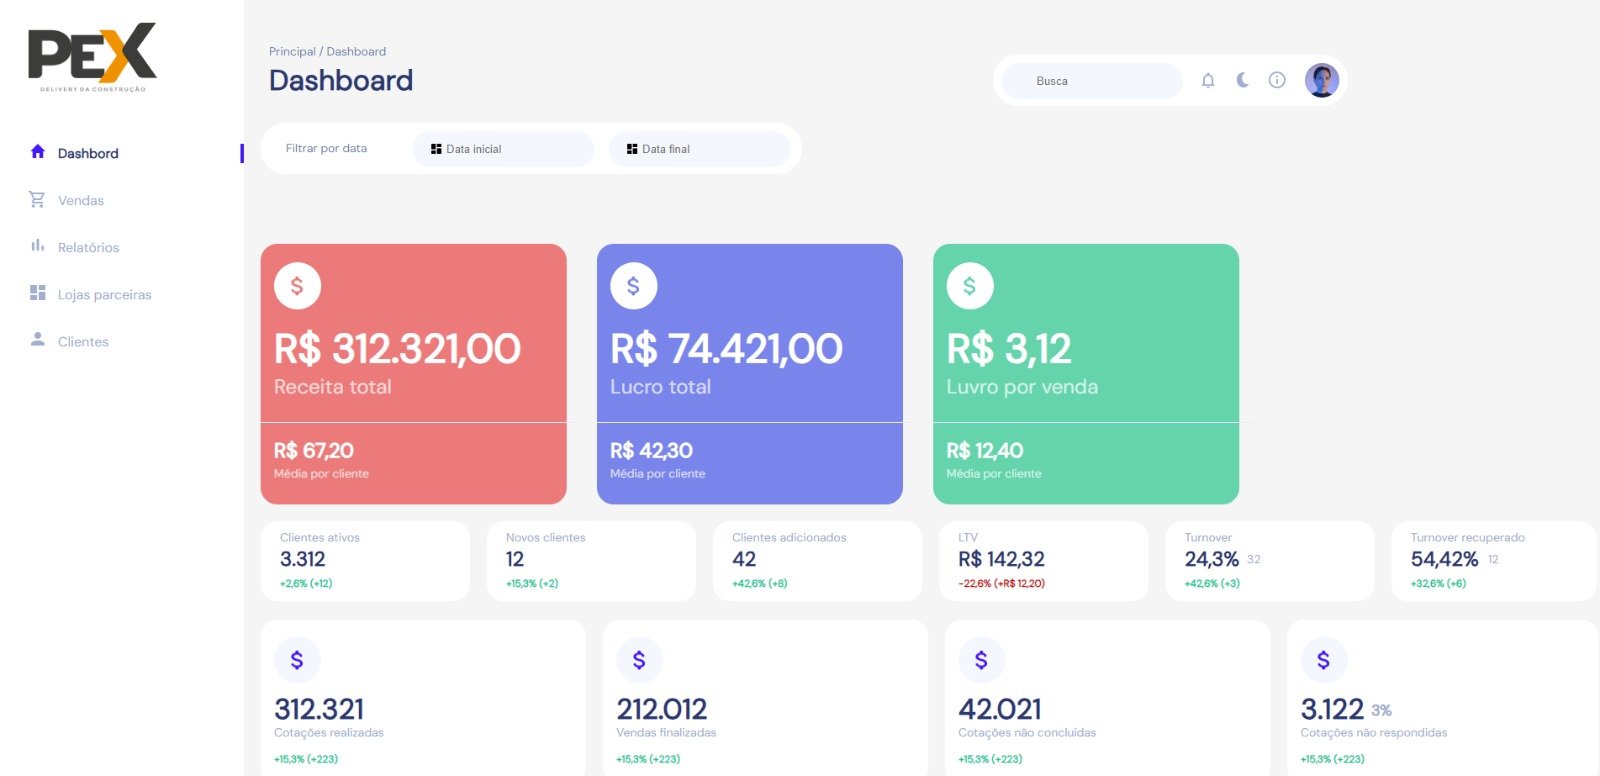 PEX
DELIVERY DA CONSTRUÇÃO
Dashbord
Vendas
Relatórios
Lojas parceiras
Clientes
Principal / Dashboard
Dashboard
Busca
Filtrar por data
Data inicial
Data final
$
R$ 312.321,00
Receita total
R$ 67,20
Média por cliente
$
R$ 74.421,00
Lucro total
R$ 42,30
Média por cliente
$
R$ 3,12
Luvro por venda
R$ 12,40
Média por cliente
Clientes ativos
3.312
+2,6% (+12)
Novos clientes
12
+15,3% (+2)
Clientes adicionados
42
+42,6% (+8)
LTV
R$ 142,32
-22,6% (+R$ 12,20)
Turnover
24,3% 32
+42,6% (+3)
Turnover recuperado
54,42% 12
+32,6% (+6)
$
312.321
Cotações realizadas
+15,3% (+223)
$
212.012
Vendas finalizadas
+15,3% (+223)
$
42.021
Cotações não concluídas
+15,3% (+223)
$
3.122 3%
Cotações não respondidas
+15,3% (+223)